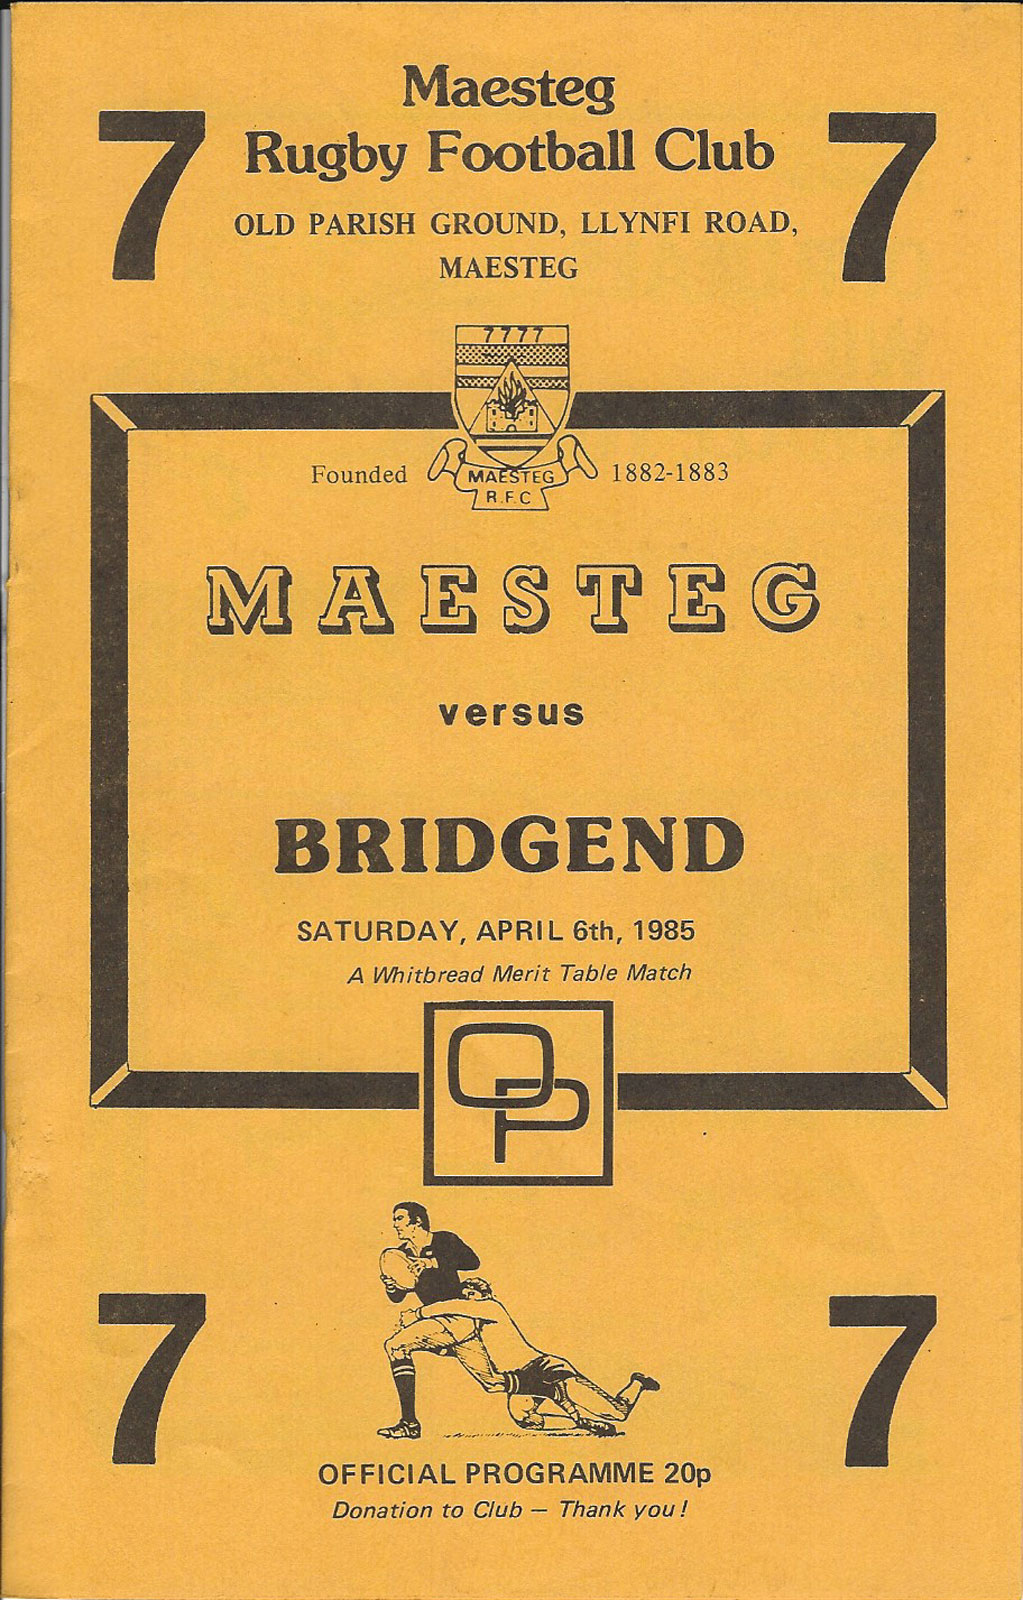 Maesteg
7 Rugby Football Club 7
OLD PARISH GROUND, LLYNFI ROAD,
MAESTEG
7777
Founded MAESTEG 1882-1883
R.F.C
MAESTEG
versus
BRIDGEND
SATURDAY, APRIL 6th, 1985
A Whitbread Merit Table Match
OP
7 7
OFFICIAL PROGRAMME 20p
Donation to Club — Thank you!